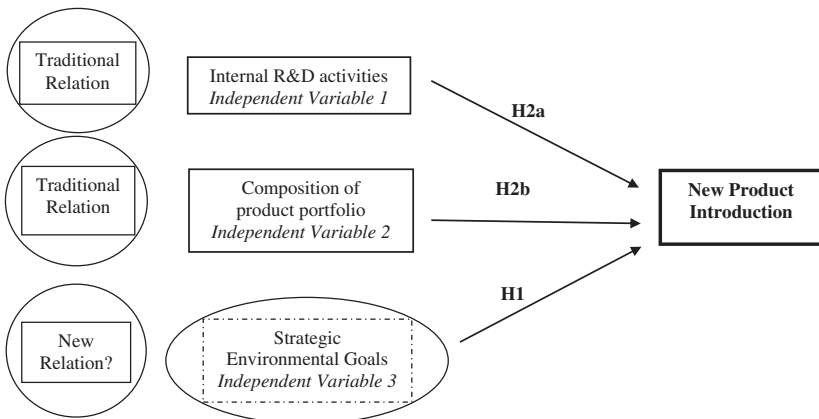 Traditional
Relation
Internal R&D activities
Independent Variable 1
H2a
Traditional
Relation
Composition of
product portfolio
Independent Variable 2
H2b
New Product
Introduction
H1
New
Relation?
Strategic
Environmental Goals
Independent Variable 3